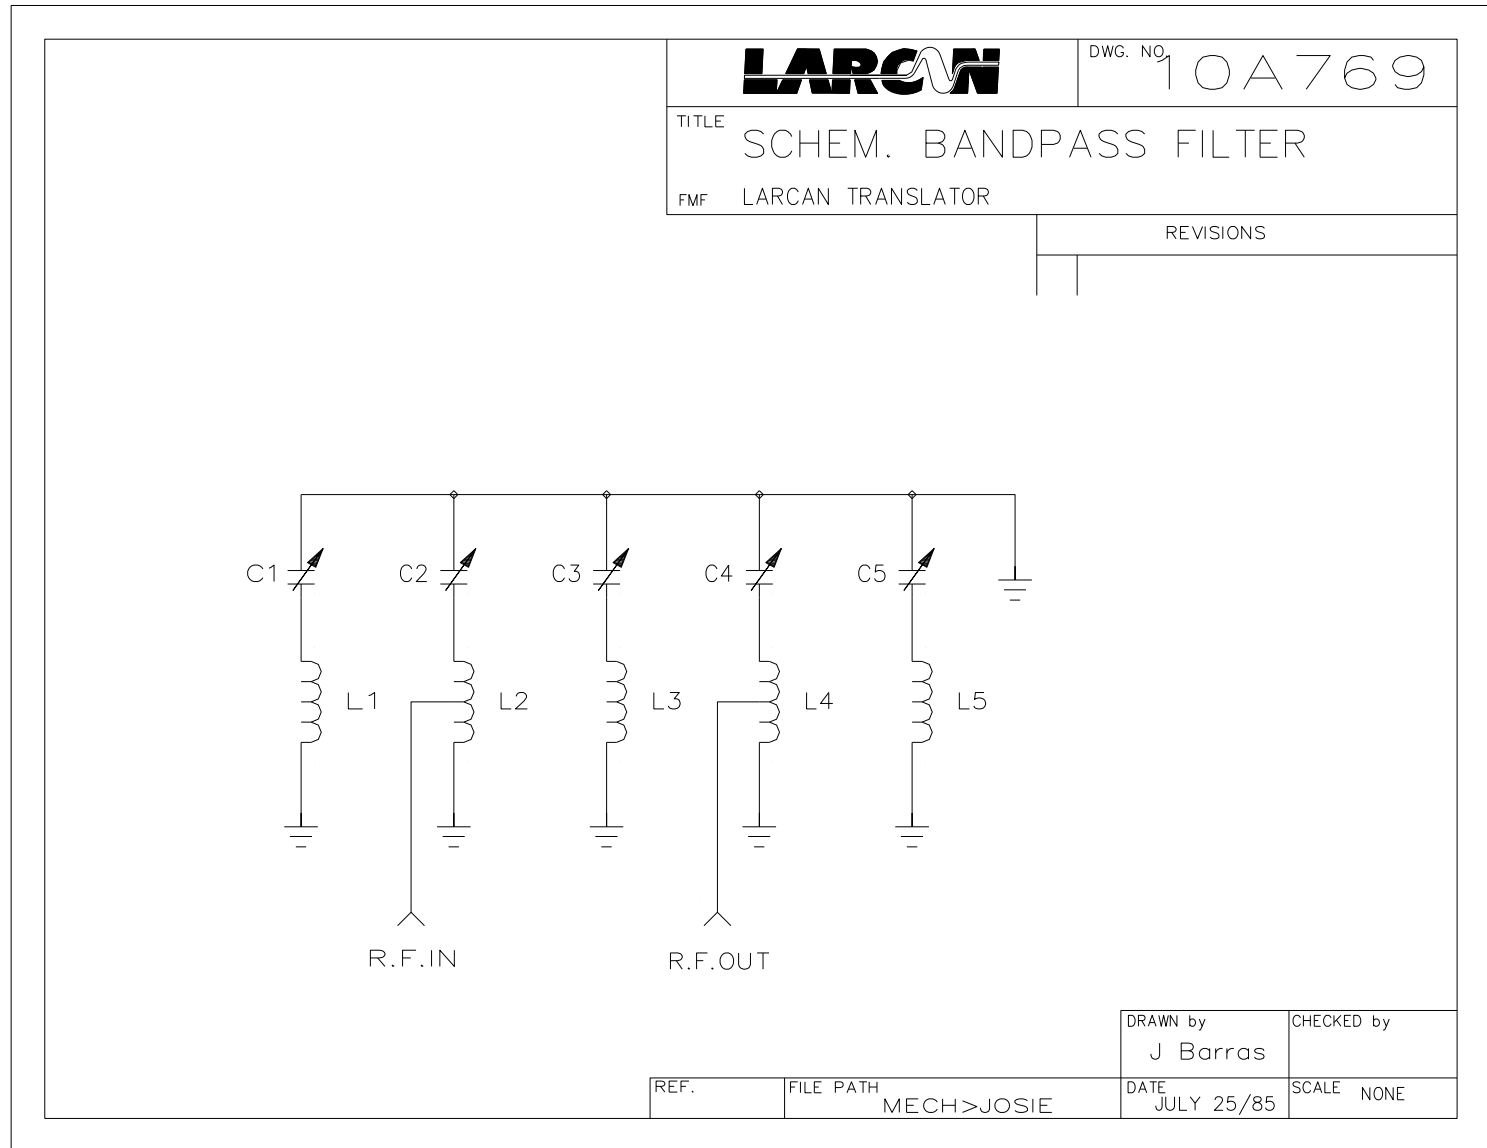 LARCAN
DWG. NO.
10A769
TITLE
SCHEM. BANDPASS FILTER
FMF
LARCAN TRANSLATOR
REVISIONS
C1
C2
C3
C4
C5
L1
L2
L3
L4
L5
R.F.IN
R.F.OUT
DRAWN by
J Barras
CHECKED by
REF.
FILE PATH
MECH>JOSIE
DATE
JULY 25/85
SCALE
NONE